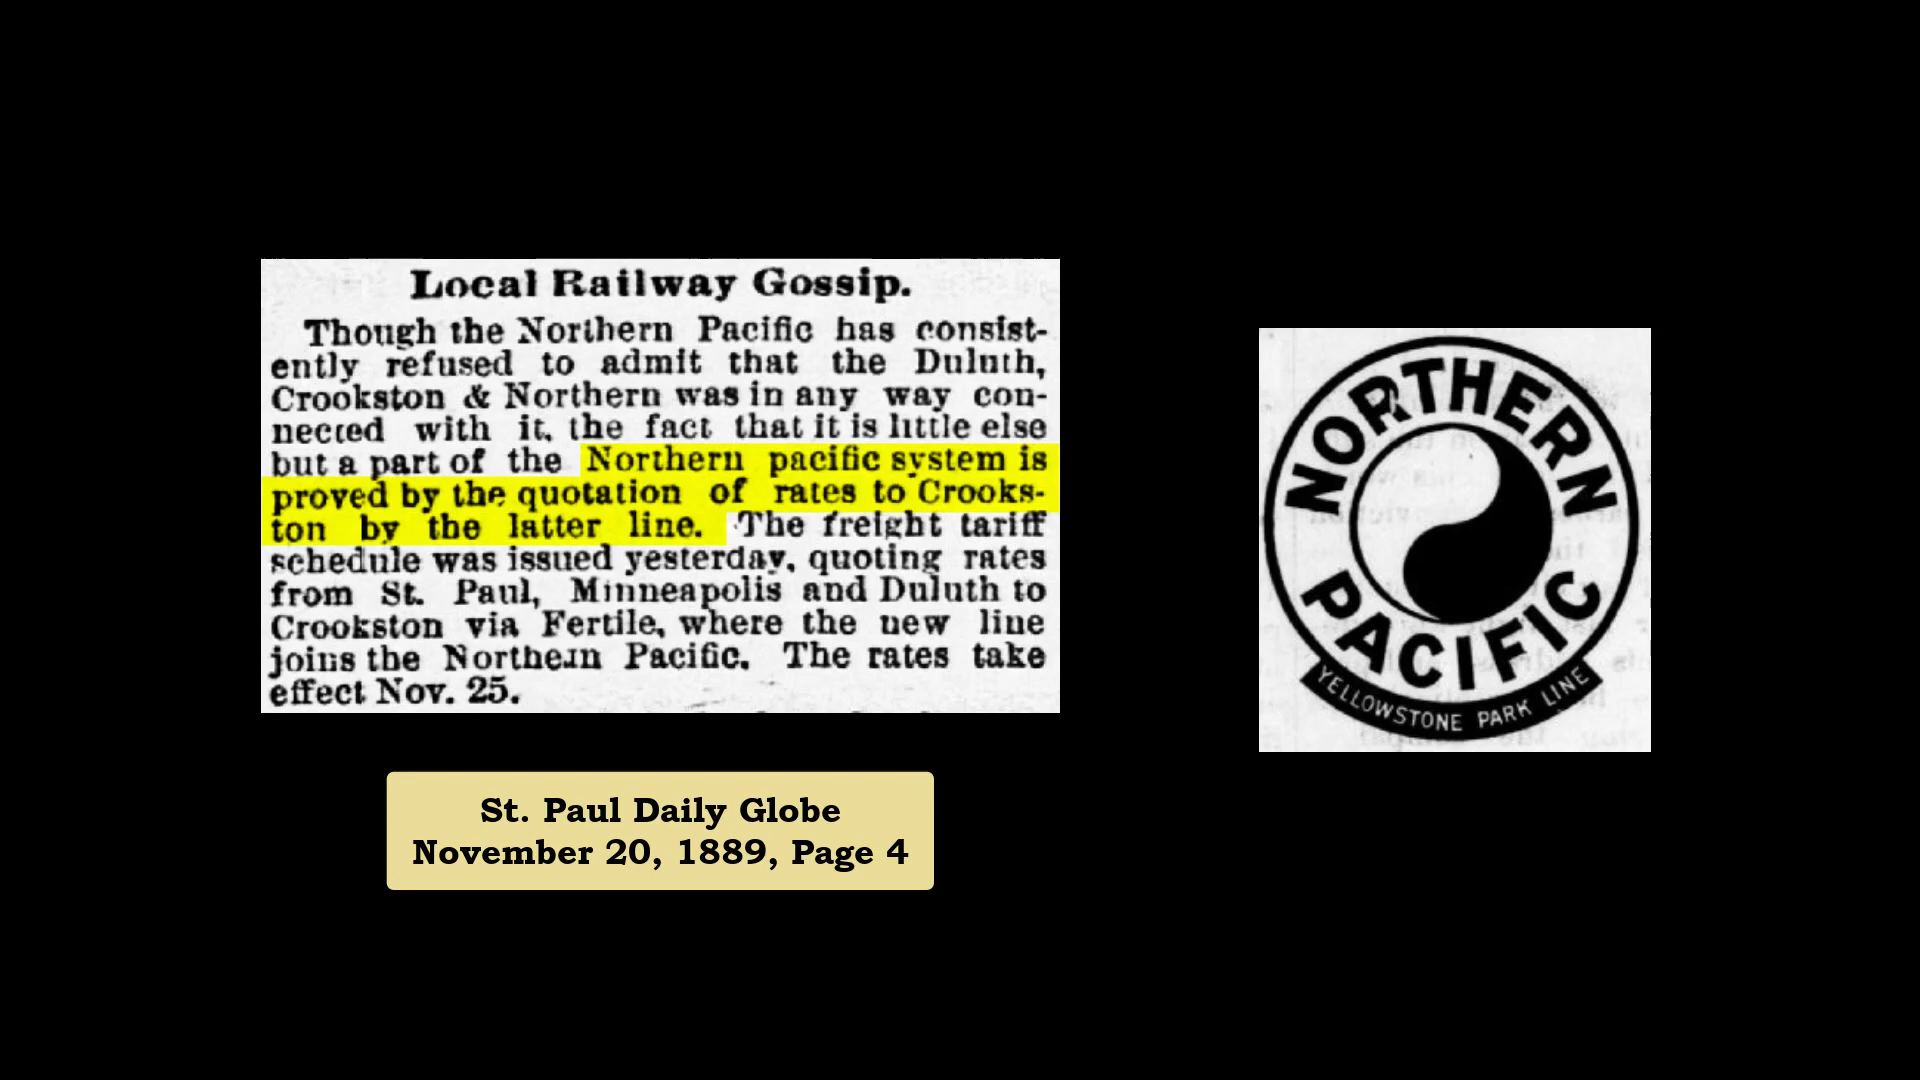 Local Railway Gossip.
Though the Northern Pacific has consist-
ently refused to admit that the Duluth,
Crookston & Northern was in any way con-
nected with it, the fact that it is little else
but a part of the Northern pacific system is
proved by the quotation of rates to Crooks-
ton by the latter line. The freight tariff
schedule was issued yesterday, quoting rates
from St. Paul, Minneapolis and Duluth to
Crookston via Fertile, where the new line
joins the Northern Pacific. The rates take
effect Nov. 25.
St. Paul Daily Globe
November 20, 1889, Page 4
NORTHERN
PACIFIC
YELLOWSTONE PARK LINE